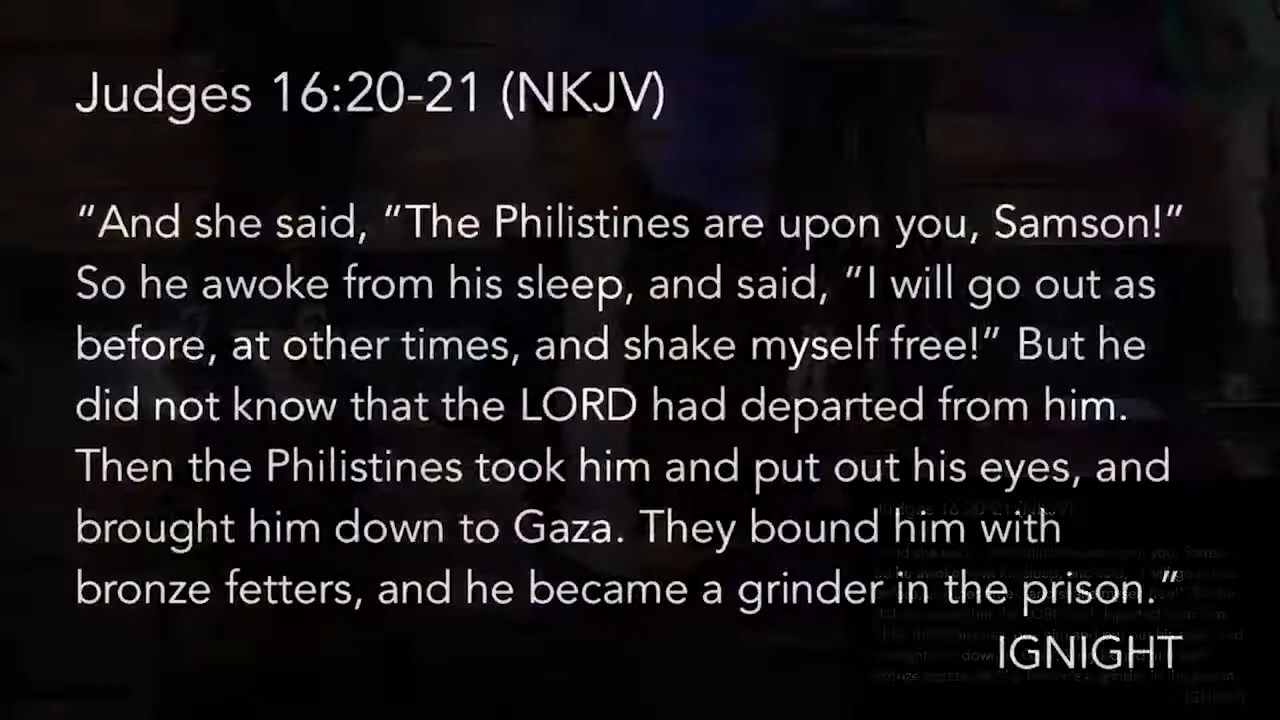 Judges 16:20-21 (NKJV)
“And she said, “The Philistines are upon you, Samson!”
So he awoke from his sleep, and said, “I will go out as
before, at other times, and shake myself free!” But he
did not know that the LORD had departed from him.
Then the Philistines took him and put out his eyes, and
brought him down to Gaza. They bound him with
bronze fetters, and he became a grinder in the prison.”
IGNIGHT